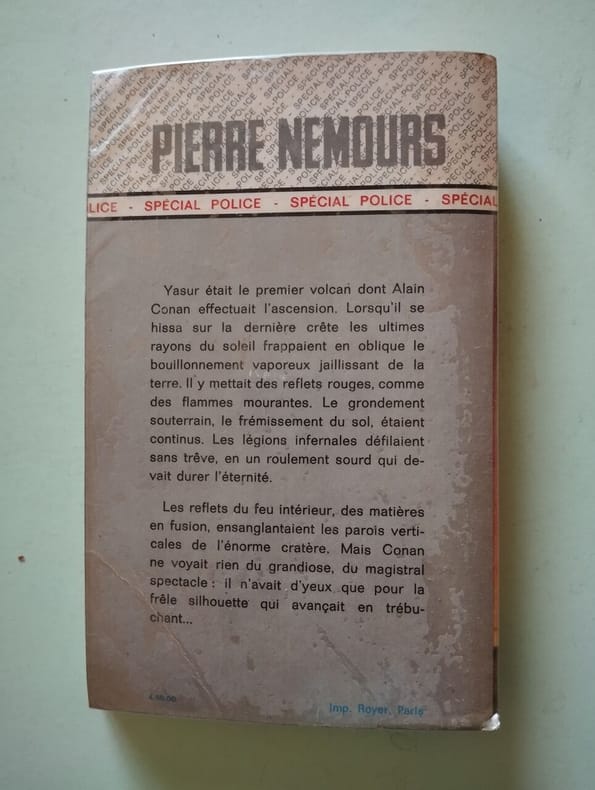 PIERRE NEMOURS
LICE - SPÉCIAL POLICE - SPÉCIAL POLICE - SPÉCIAL
Yasur était le premier volcan dont Alain
Conan effectuait l'ascension. Lorsqu'il se
hissa sur la dernière crête les ultimes
rayons du soleil frappaient en oblique le
bouillonnement vaporeux jaillissant de la
terre. Il y mettait des reflets rouges, comme
des flammes mourantes. Le grondement
souterrain, le frémissement du sol, étaient
continus. Les légions infernales défilaient
sans trêve, en un roulement sourd qui de-
vait durer l'éternité.
Les reflets du feu intérieur, des matières
en fusion, ensanglantaient les parois verti-
cales de l'énorme cratère. Mais Conan
ne voyait rien du grandiose, du magistral
spectacle : il n'avait d'yeux que pour la
frêle silhouette qui avançait en trébu-
chant...
Imp. Royer, Paris